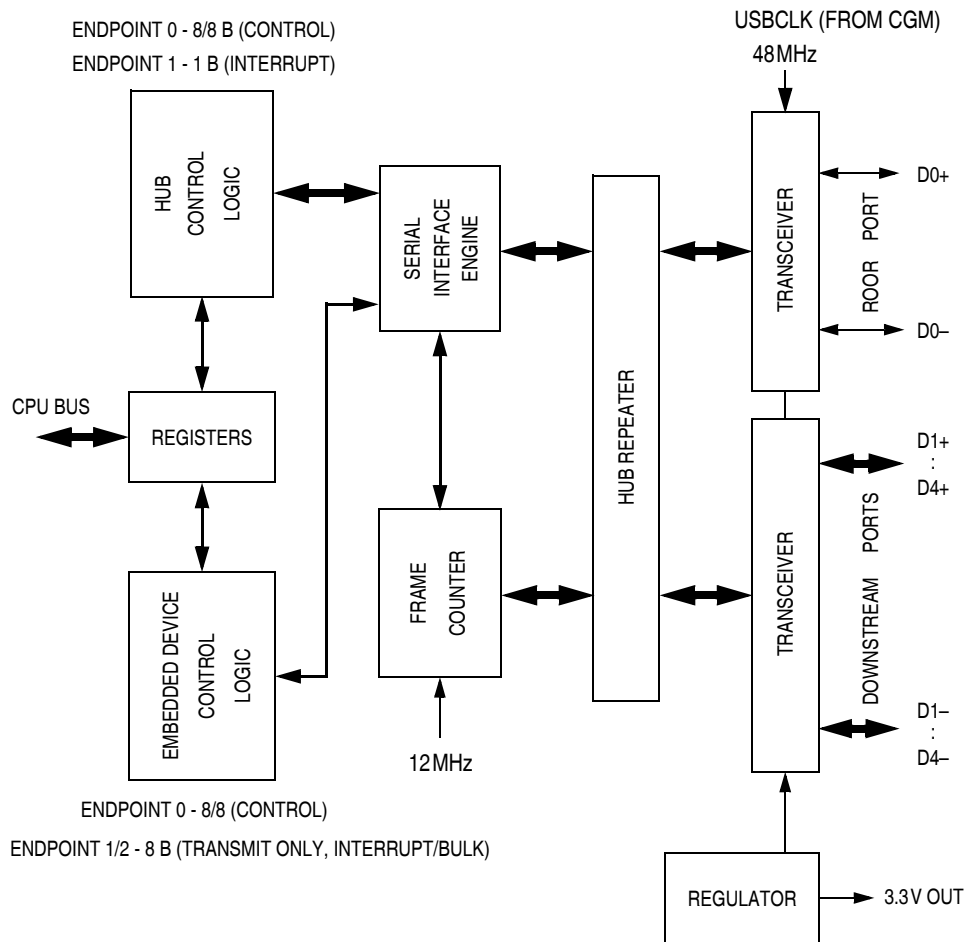 ENDPOINT 0 - 8/8 B (CONTROL)
ENDPOINT 1 - 1 B (INTERRUPT)
USBCLK (FROM CGM)
48MHz
HUB
CONTROL
LOGIC
SERIAL
INTERFACE
ENGINE
HUB REPEATER
TRANSCEIVER
D0+
ROOR PORT
D0–
CPU BUS
REGISTERS
EMBEDDED DEVICE
CONTROL
LOGIC
FRAME
COUNTER
12MHz
TRANSCEIVER
D1+
:
D4+
DOWNSTREAM PORTS
D1–
:
D4–
ENDPOINT 0 - 8/8 (CONTROL)
ENDPOINT 1/2 - 8 B (TRANSMIT ONLY, INTERRUPT/BULK)
REGULATOR
3.3V OUT